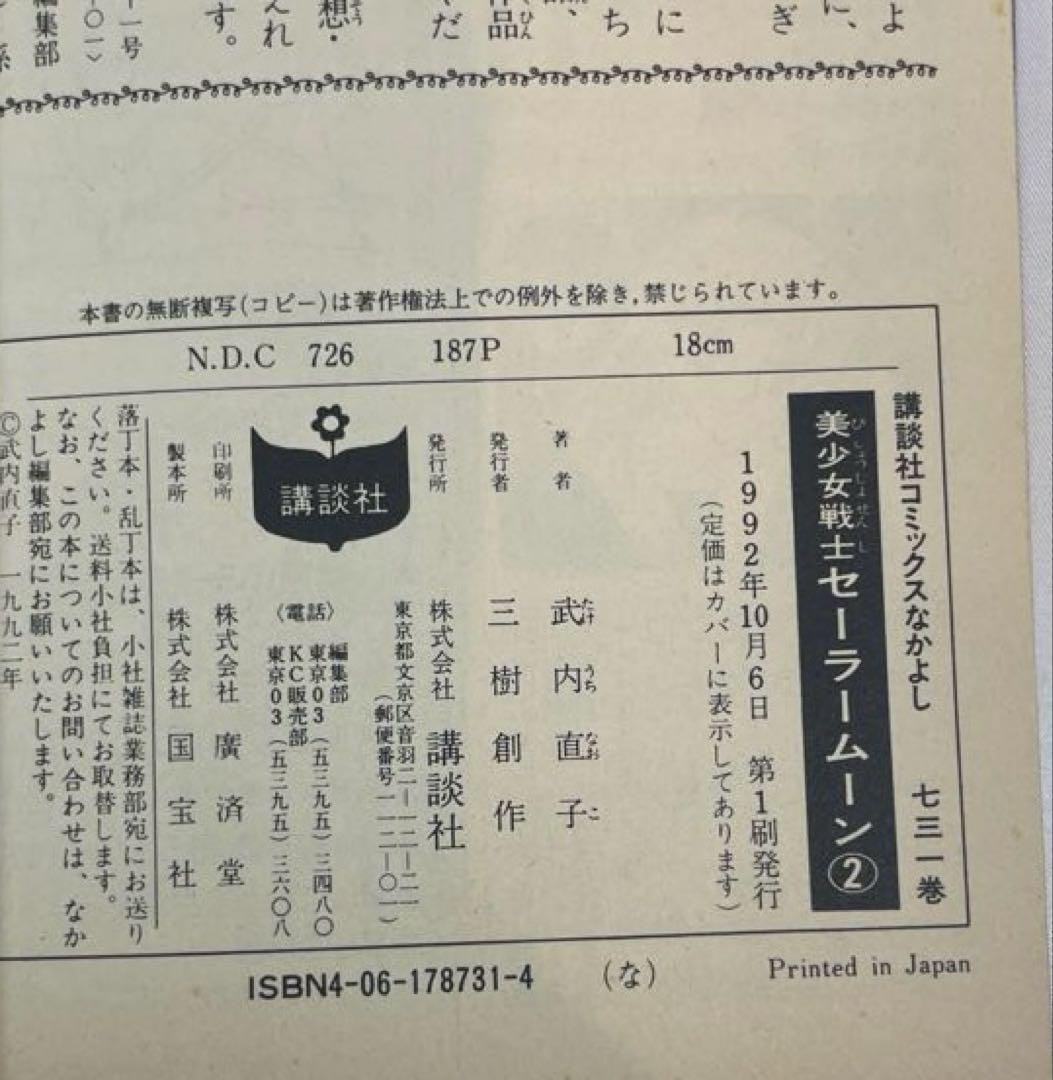 本書の無断複写(コピー)は著作権法上での例外を除き,禁じられています。
N.D.C 726 187P 18cm
講談社コミックスなかよし 七三一巻
美少女戦士セーラームーン②
1992年10月6日 第1刷発行
(定価はカバーに表示してあります)
著者 武内直子
発行者 三樹創作
発行所 株式会社 講談社
東京都文京区音羽二—一二—二一
(郵便番号一一二—〇一)
〈電話〉 編集部 東京03(五三九五)三四八〇
KC販売部 東京03(五三九五)三六〇八
講談社
印刷所 株式会社 廣済堂
製本所 株式会社 国宝社
落丁本・乱丁本は、小社雑誌業務部宛にお送り
ください。送料小社負担にてお取替します。
なお、この本についてのお問い合わせは、なか
よし編集部宛にお願いいたします。
©武内直子 一九九二年
ISBN4-06-178731-4 (な) Printed in Japan